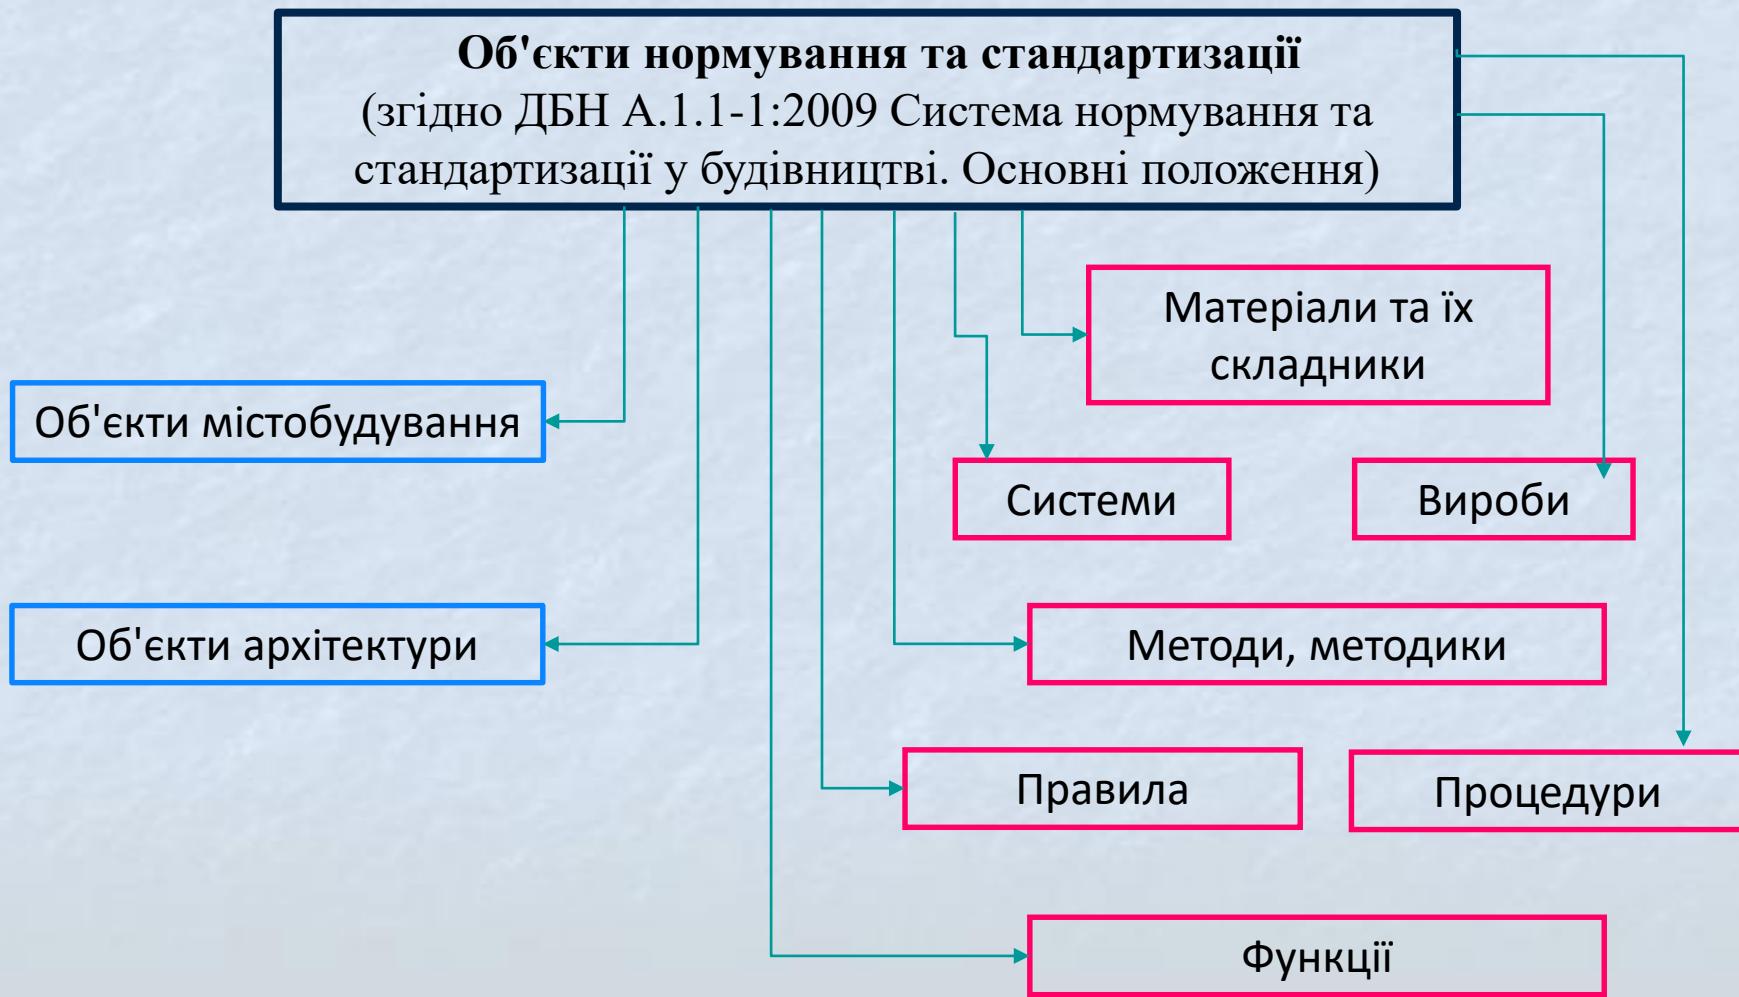 Об'єкти нормування та стандартизації
(згідно ДБН А.1.1-1:2009 Система нормування та
стандартизації у будівництві. Основні положення)
Матеріали та їх
складники
Об'єкти містобудування
Системи
Вироби
Об'єкти архітектури
Методи, методики
Правила
Процедури
Функції